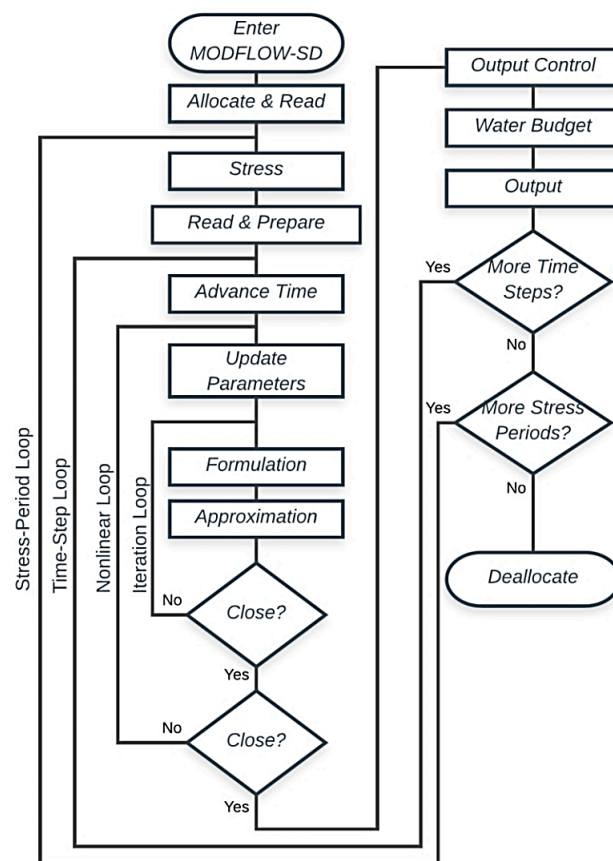 Enter
MODFLOW-SD
Allocate & Read
Stress
Read & Prepare
Advance Time
Update
Parameters
Formulation
Approximation
No
Close?
Yes
No
Close?
Yes
Stress-Period Loop
Time-Step Loop
Nonlinear Loop
Iteration Loop
Output Control
Water Budget
Output
Yes
More Time
Steps?
No
Yes
More Stress
Periods?
No
Deallocate